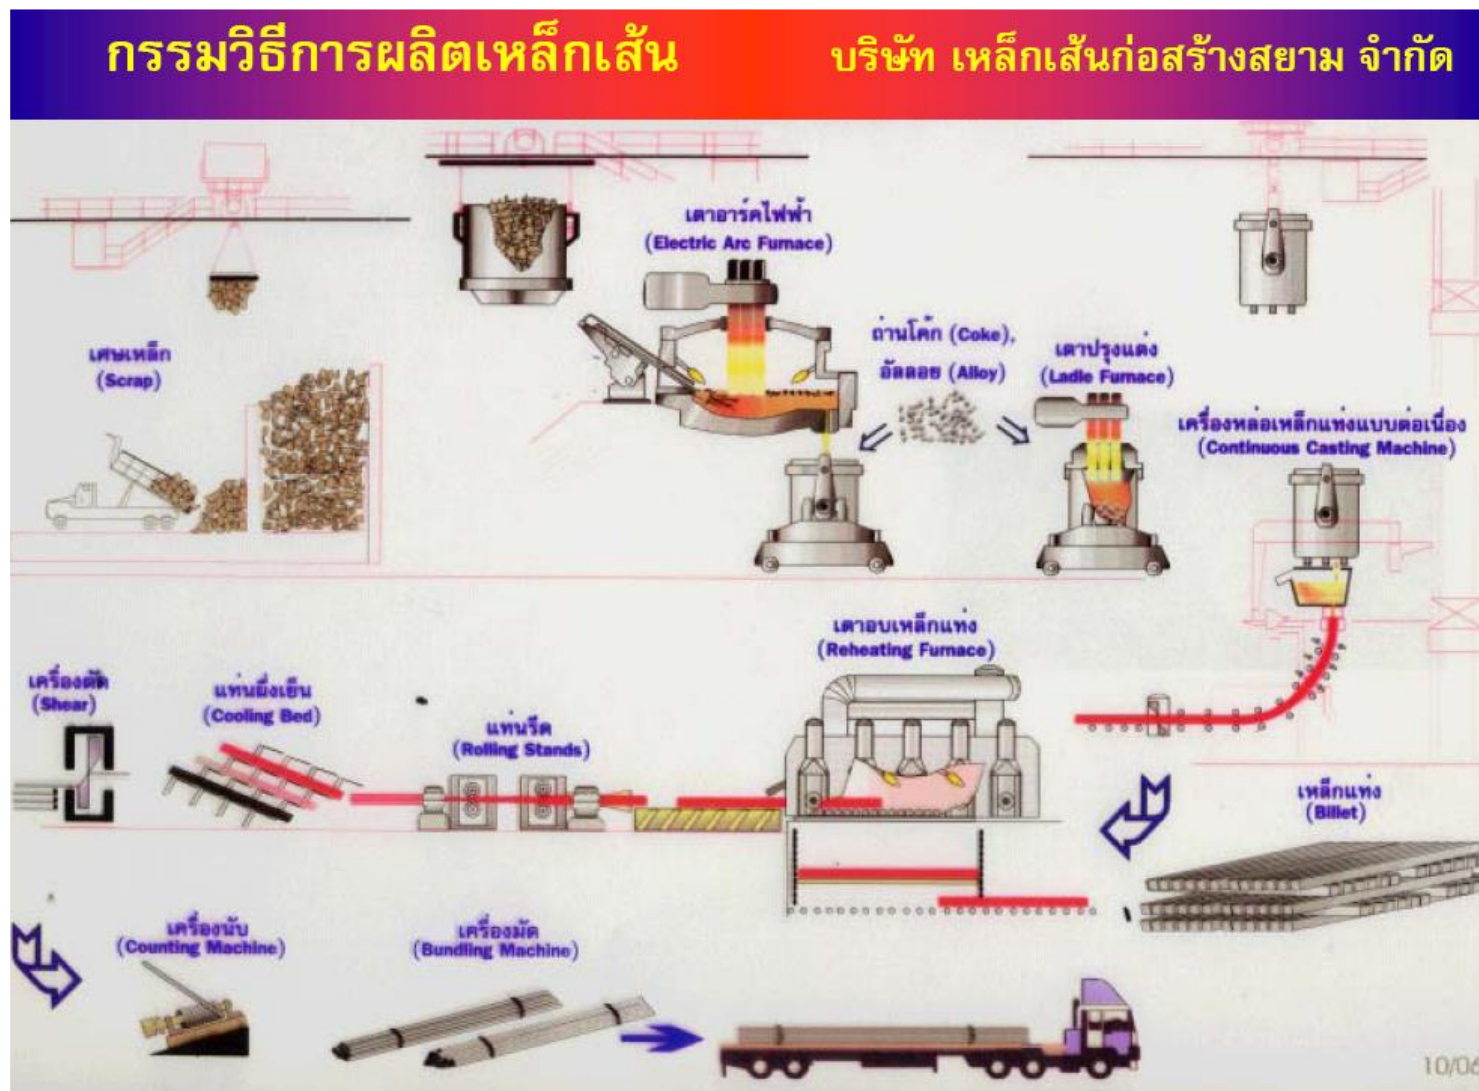 กรรมวิธีการผลิตเหล็กเส้น
บริษัท เหล็กเส้นก่อสร้างสยาม จำกัด
เตาอาร์คไฟฟ้า
(Electric Arc Furnace)
เศษเหล็ก
(Scrap)
ถ่านโค้ก (Coke),
อัลลอย (Alloy)
เตาปรุงแต่ง
(Ladle Furnace)
เครื่องหล่อเหล็กแท่งแบบต่อเนื่อง
(Continuous Casting Machine)
เตาอบเหล็กแท่ง
(Reheating Furnace)
เครื่องตัด
(Shear)
แท่นผึ่งเย็น
(Cooling Bed)
แท่นรีด
(Rolling Stands)
เหล็กแท่ง
(Billet)
เครื่องนับ
(Counting Machine)
เครื่องมัด
(Bundling Machine)
10/06